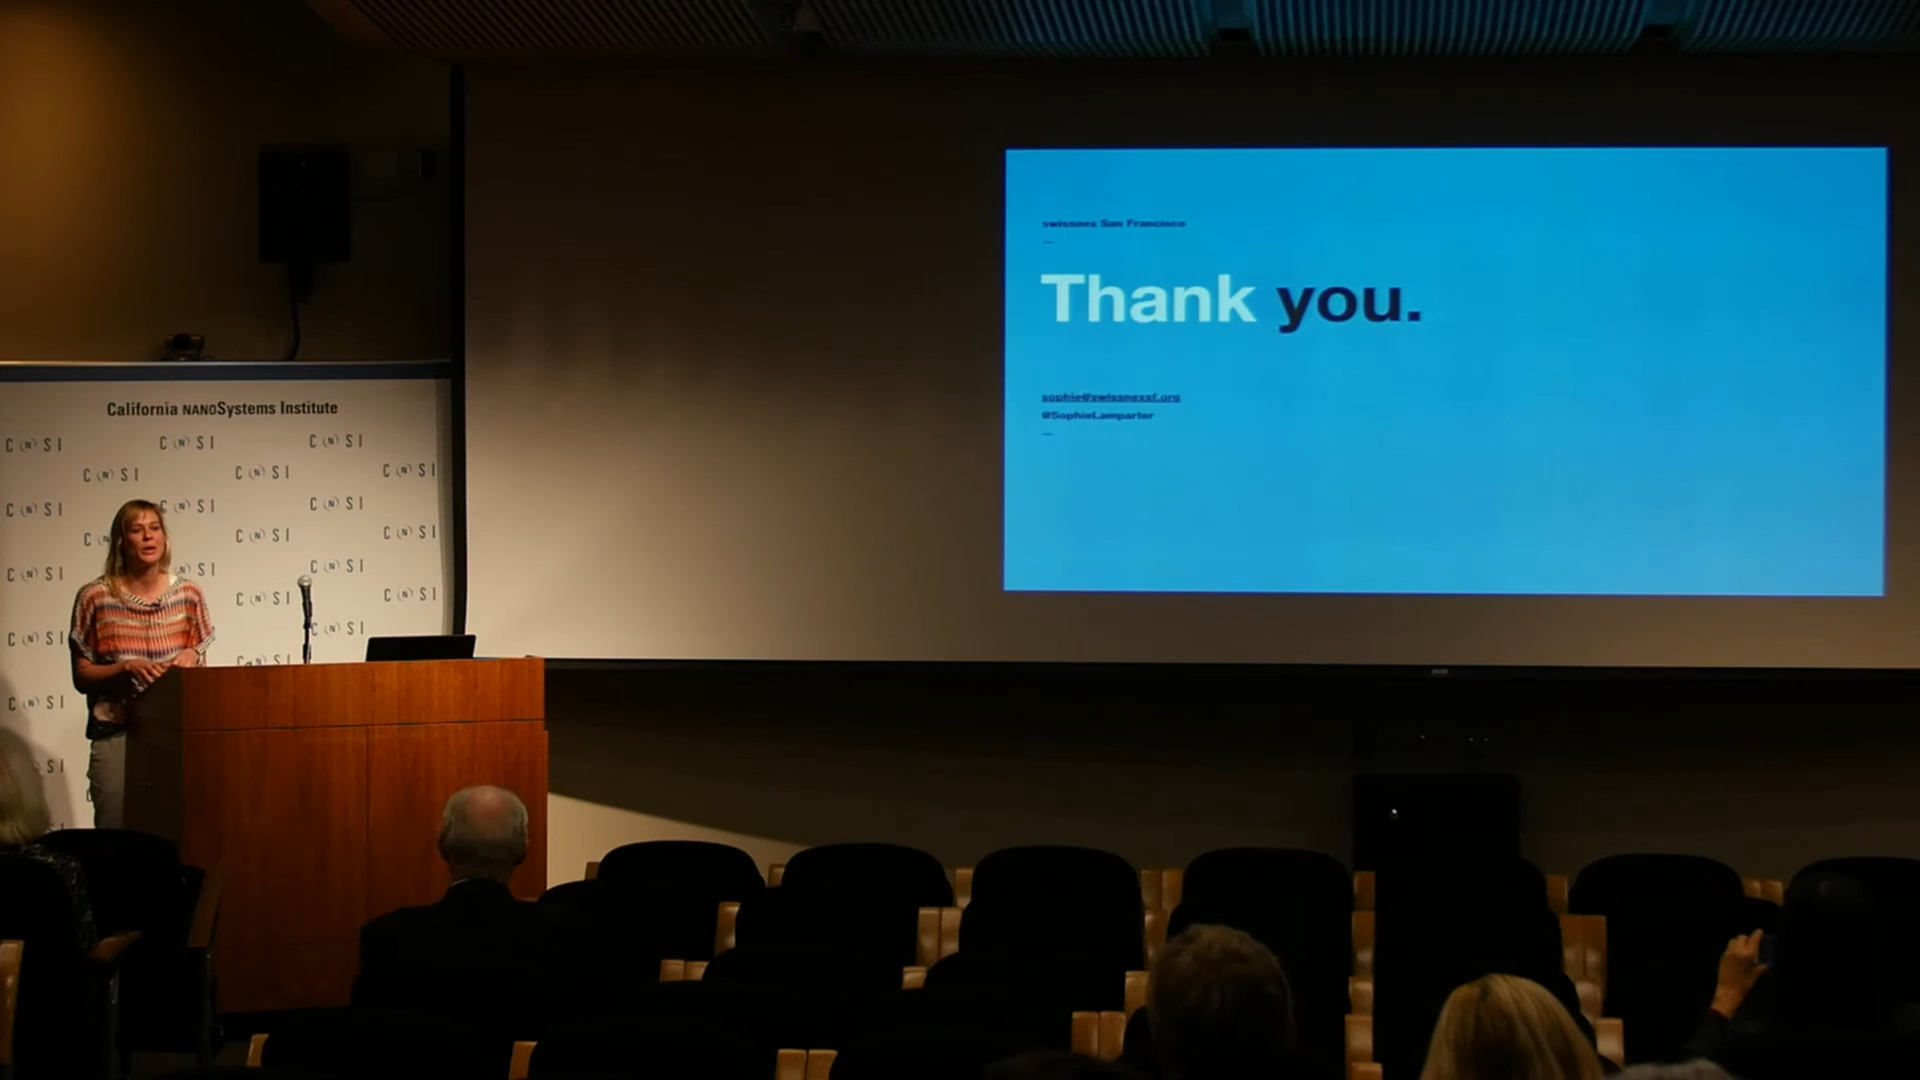 swissnex San Francisco
Thank you.
sophie@swissnexsf.org
@SophieLamparter
California NANOSystems Institute
C (N) S I C (N) S I C (N) S I
C (N) S I C (N) S I C (N) S I
C (N) S I C (N) S I C (N) S I
C (N) S I C (N) S I
C (N) S I C (N) S I
C (N) S I C (N) S I
C (N) S I C (N) S I
C (N) S I